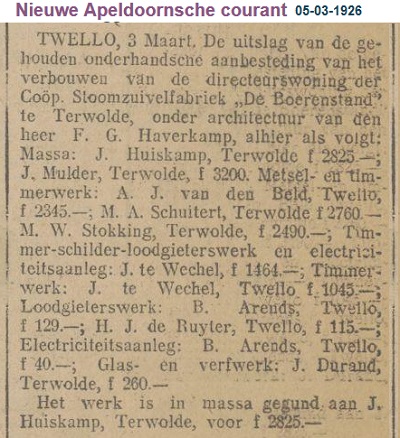 Nieuwe Apeldoornsche courant 05-03-1926
TWELLO, 3 Maart. De uitslag van de ge-
houden onderhandsche aanbesteding van het
verbouwen van de directeurswoning der
Coöp. Stoomzuivelfabriek „De Boerenstand"
te Terwolde, onder architectuur van den
heer F. G. Haverkamp, alhier als volgt:
Massa: J. Huiskamp, Terwolde f 2825.—;
J. Mulder, Terwolde, f 3200. Metsel- en tim-
merwerk: A. J. van den Beld, Twello,
f 2345.—; M. A. Schuitert, Terwolde f 2760.—
M. W. Stokking, Terwolde, f 2490.—; Tim-
mer-schilder-loodgieterswerk en electrici-
teitsaanleg: J. te Wechel, f 1464.—; Timmer-
werk: J. te Wechel, Twello f 1045.—;
Loodgieterswerk: B. Arends, Twello,
f 129.—; H. J. de Ruyter, Twello, f 115.—;
Electriciteitsaanleg: B. Arends, Twello,
f 40.—; Glas- en verfwerk: J. Durand,
Terwolde, f 260.—
Het werk is in massa gegund aan J.
Huiskamp, Terwolde, voor f 2825.—